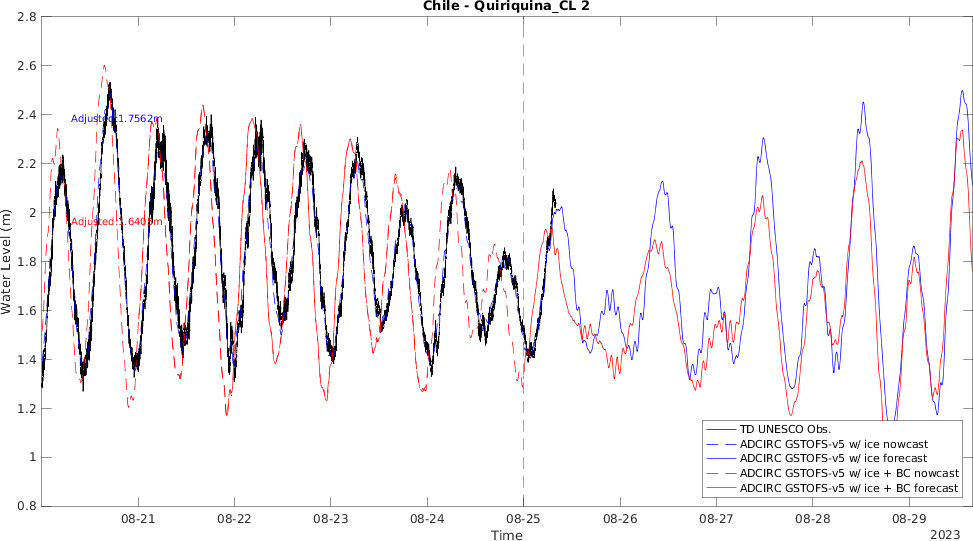 Chile - Quiriquina_CL 2
2.8
2.6
2.4
2.2
2
1.8
1.6
1.4
1.2
1
0.8
Water Level (m)
Adjusted:1.7562m
TD UNESCO Obs.
ADCIRC GSTOFS-v5 w/ ice nowcast
ADCIRC GSTOFS-v5 w/ ice forecast
ADCIRC GSTOFS-v5 w/ ice + BC nowcast
ADCIRC GSTOFS-v5 w/ ice + BC forecast
08-21 08-22 08-23 08-24 08-25 08-26 08-27 08-28 08-29
Time
2023